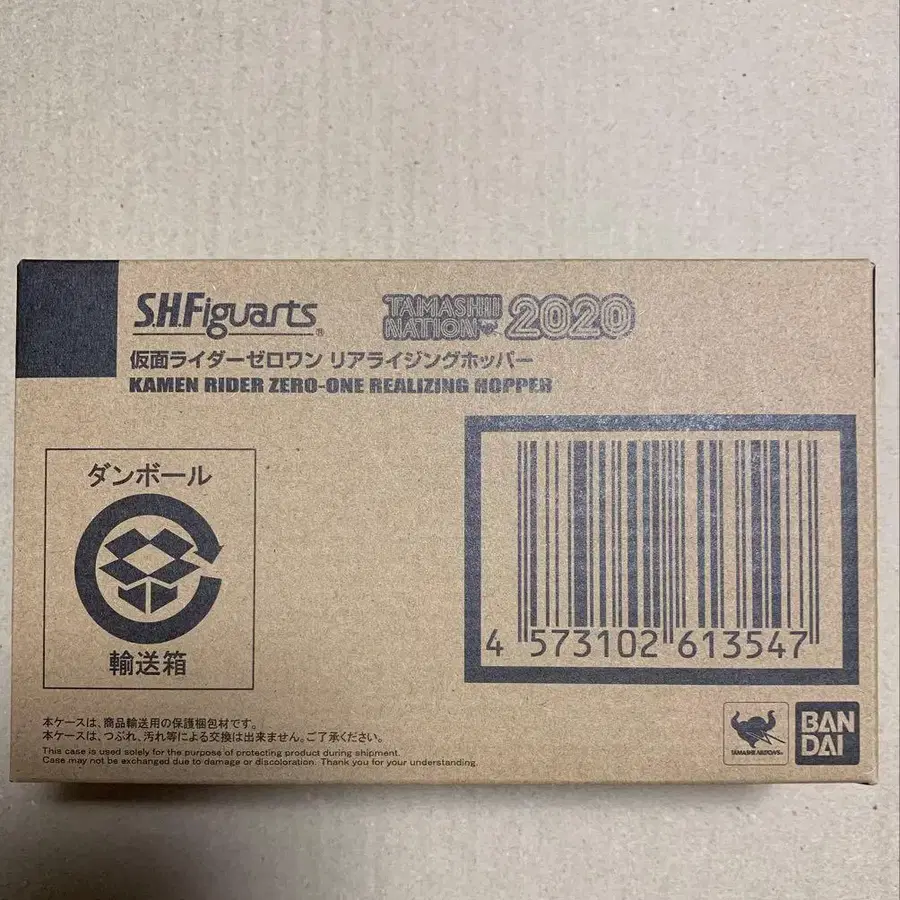 S.H.Figuarts®
TAMASHII NATION 2020
仮面ライダーゼロワン リアライジングホッパー
KAMEN RIDER ZERO-ONE REALIZING HOPPER
ダンボール
輸送箱
4 573102 613547
本ケースは、商品輸送用の保護梱包材です。
本ケースは、つぶれ、汚れ等による交換は出来ません。ご了承ください。
This case is used solely for the purpose of protecting product during shipment.
Case may not be exchanged due to damage or discoloration. Thank you for your understanding.
TAMASHII NATIONS
BAN
DAI